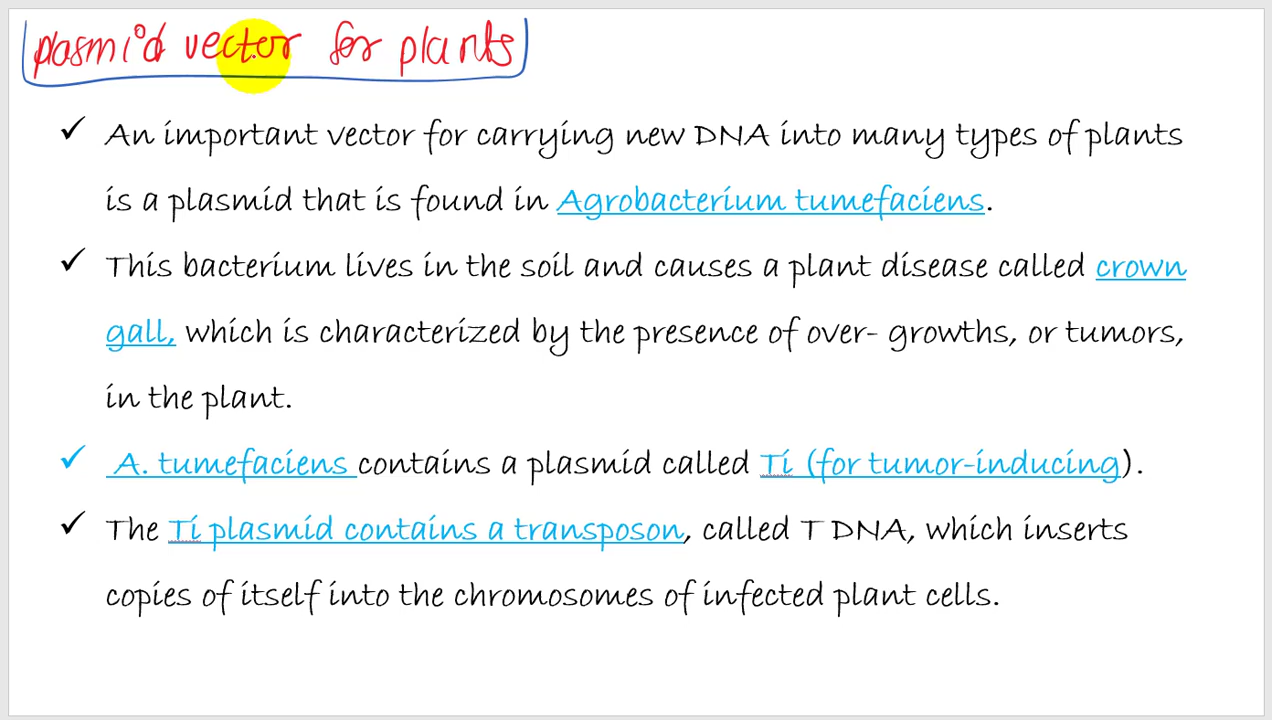 plasmid vector for plants
✓ An important vector for carrying new DNA into many types of plants
is a plasmid that is found in Agrobacterium tumefaciens.
✓ This bacterium lives in the soil and causes a plant disease called crown
gall, which is characterized by the presence of over- growths, or tumors,
in the plant.
✓ A. tumefaciens contains a plasmid called Ti (for tumor-inducing).
✓ The Ti plasmid contains a transposon, called T DNA, which inserts
copies of itself into the chromosomes of infected plant cells.